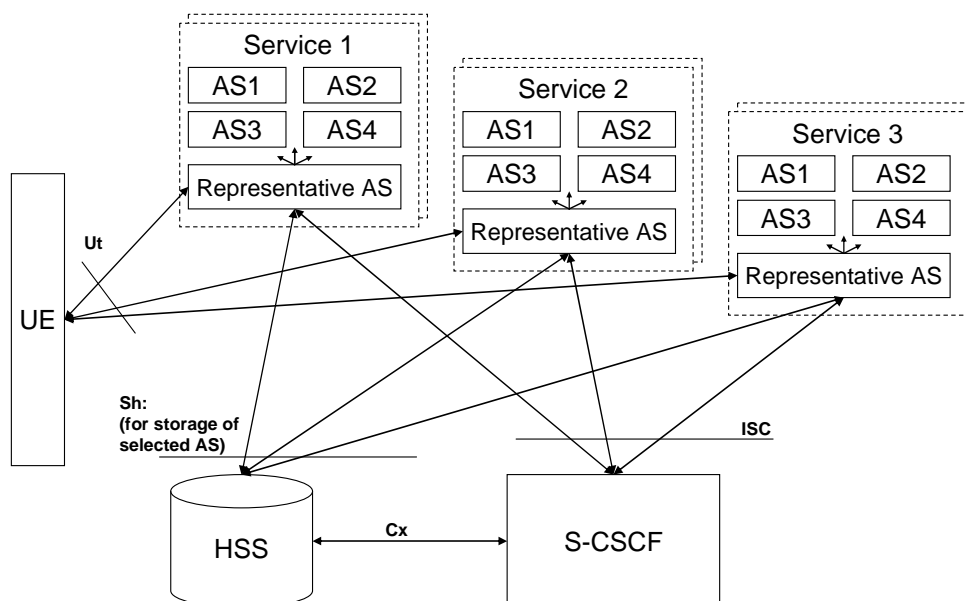 Service 1
AS1
AS2
AS3
AS4
Representative AS
Service 2
AS1
AS2
AS3
AS4
Representative AS
Service 3
AS1
AS2
AS3
AS4
Representative AS
Ut
UE
Sh:
(for storage of
selected AS)
ISC
HSS
Cx
S-CSCF